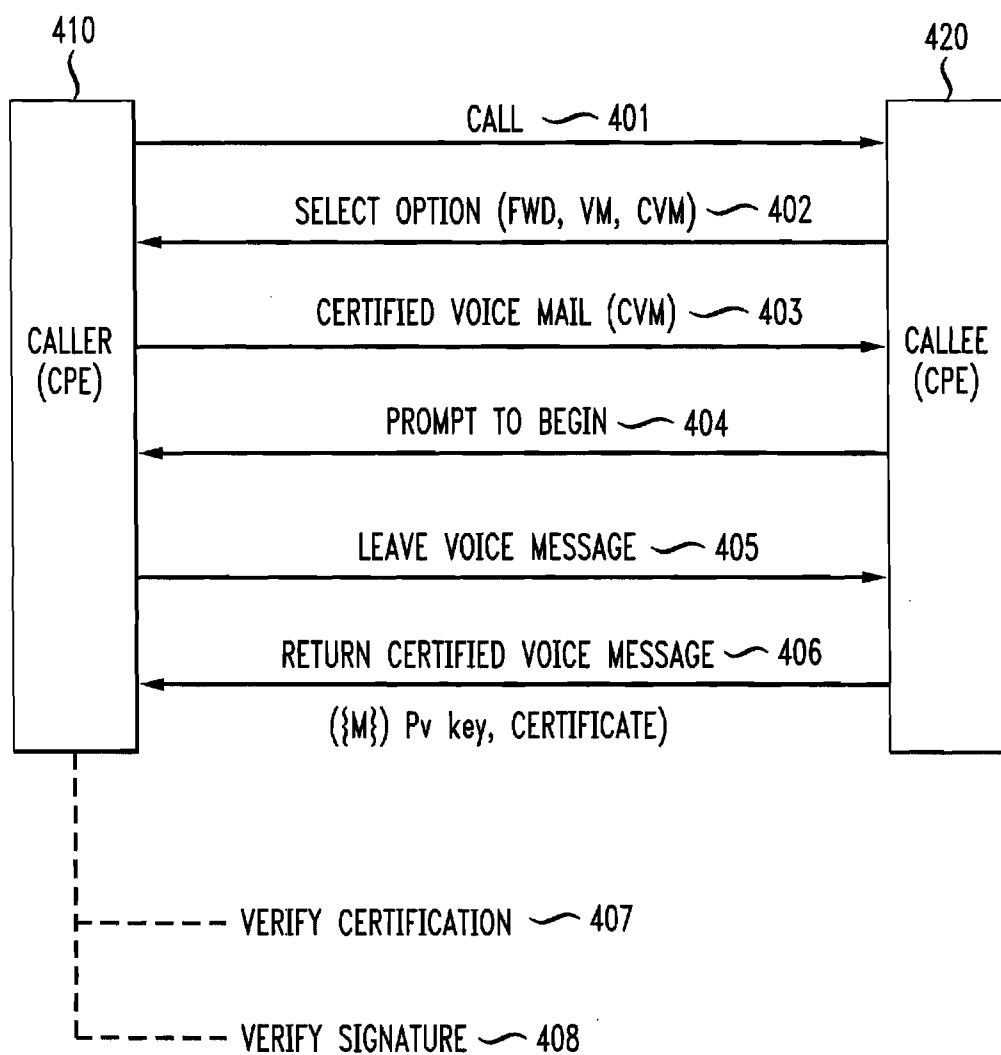 410
420
CALL 401
SELECT OPTION (FWD, VM, CVM) 402
CERTIFIED VOICE MAIL (CVM) 403
CALLER
(CPE)
CALLEE
(CPE)
PROMPT TO BEGIN 404
LEAVE VOICE MESSAGE 405
RETURN CERTIFIED VOICE MESSAGE 406
({M}) Pv key, CERTIFICATE)
VERIFY CERTIFICATION 407
VERIFY SIGNATURE 408